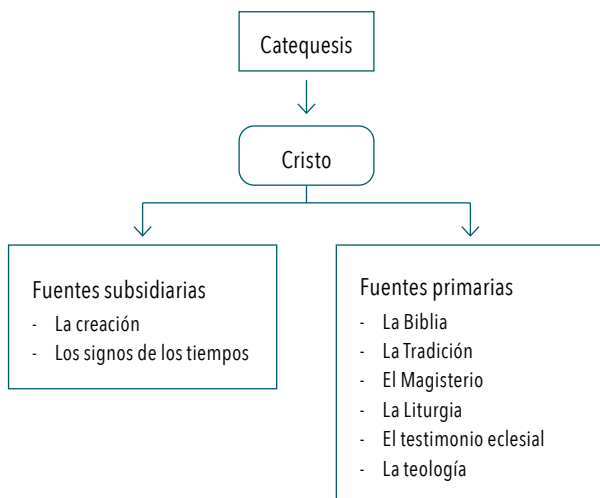 Catequesis
Cristo
Fuentes subsidiarias
- La creación
- Los signos de los tiempos
Fuentes primarias
- La Biblia
- La Tradición
- El Magisterio
- La Liturgia
- El testimonio eclesial
- La teología